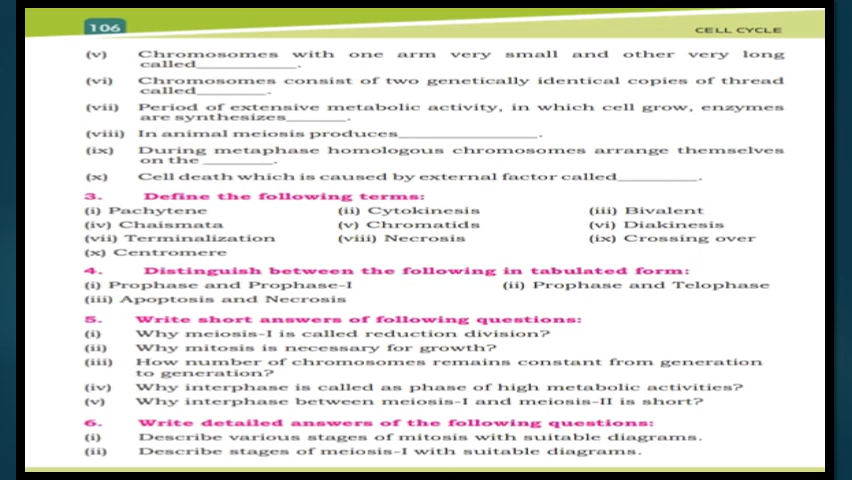 106
CELL CYCLE
(v) Chromosomes with one arm very small and other very long
called__________.
(vi) Chromosomes consist of two genetically identical copies of thread
called_______.
(vii) Period of extensive metabolic activity, in which cell grow, enzymes
are synthesizes______.
(viii) In animal meiosis produces______________.
(ix) During metaphase homologous chromosomes arrange themselves
on the _______.
(x) Cell death which is caused by external factor called________.
3. Define the following terms:
(i) Pachytene (ii) Cytokinesis (iii) Bivalent
(iv) Chaismata (v) Chromatids (vi) Diakinesis
(vii) Terminalization (viii) Necrosis (ix) Crossing over
(x) Centromere
4. Distinguish between the following in tabulated form:
(i) Prophase and Prophase-I (ii) Prophase and Telophase
(iii) Apoptosis and Necrosis
5. Write short answers of following questions:
(i) Why meiosis-I is called reduction division?
(ii) Why mitosis is necessary for growth?
(iii) How number of chromosomes remains constant from generation
to generation?
(iv) Why interphase is called as phase of high metabolic activities?
(v) Why interphase between meiosis-I and meiosis-II is short?
6. Write detailed answers of the following questions:
(i) Describe various stages of mitosis with suitable diagrams.
(ii) Describe stages of meiosis-I with suitable diagrams.